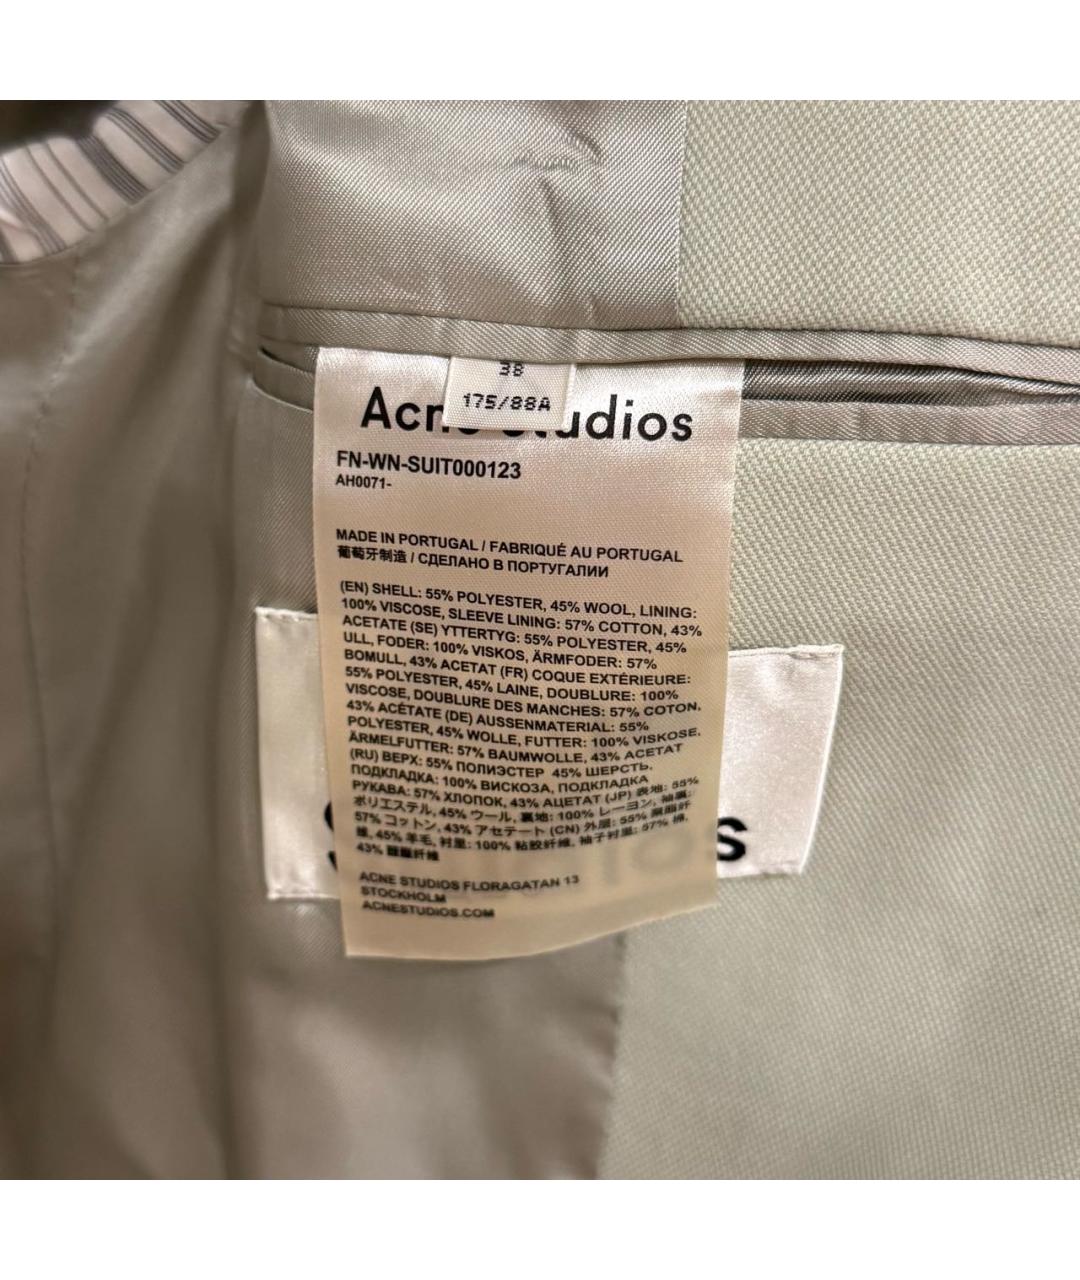 38
175/88A
Acne Studios
FN-WN-SUIT000123
AH0071-
MADE IN PORTUGAL / FABRIQUÉ AU PORTUGAL
葡萄牙制造 / СДЕЛАНО В ПОРТУГАЛИИ
(EN) SHELL: 55% POLYESTER, 45% WOOL, LINING:
100% VISCOSE, SLEEVE LINING: 57% COTTON, 43%
ACETATE (SE) YTTERTYG: 55% POLYESTER, 45%
ULL, FODER: 100% VISKOS, ÄRMFODER: 57%
BOMULL, 43% ACETAT (FR) COQUE EXTÉRIEURE:
55% POLYESTER, 45% LAINE, DOUBLURE: 100%
VISCOSE, DOUBLURE DES MANCHES: 57% COTON,
43% ACÉTATE (DE) AUSSENMATERIAL: 55%
POLYESTER, 45% WOLLE, FUTTER: 100% VISKOSE,
ÄRMELFUTTER: 57% BAUMWOLLE, 43% ACETAT
(RU) ВЕРХ: 55% ПОЛИЭСТЕР 45% ШЕРСТЬ,
ПОДКЛАДКА: 100% ВИСКОЗА, ПОДКЛАДКА
РУКАВА: 57% ХЛОПОК, 43% АЦЕТАТ (JP) 表地: 55%
ポリエステル, 45% ウール, 裏地: 100% レーヨン, 袖裏:
57% コットン, 43% アセテート (CN) 外层: 55% 聚酯纤
维, 45% 羊毛, 衬里: 100% 粘胶纤维, 袖子衬里: 57% 棉,
43% 醋酯纤维
ACNE STUDIOS FLORAGATAN 13
STOCKHOLM
ACNESTUDIOS.COM